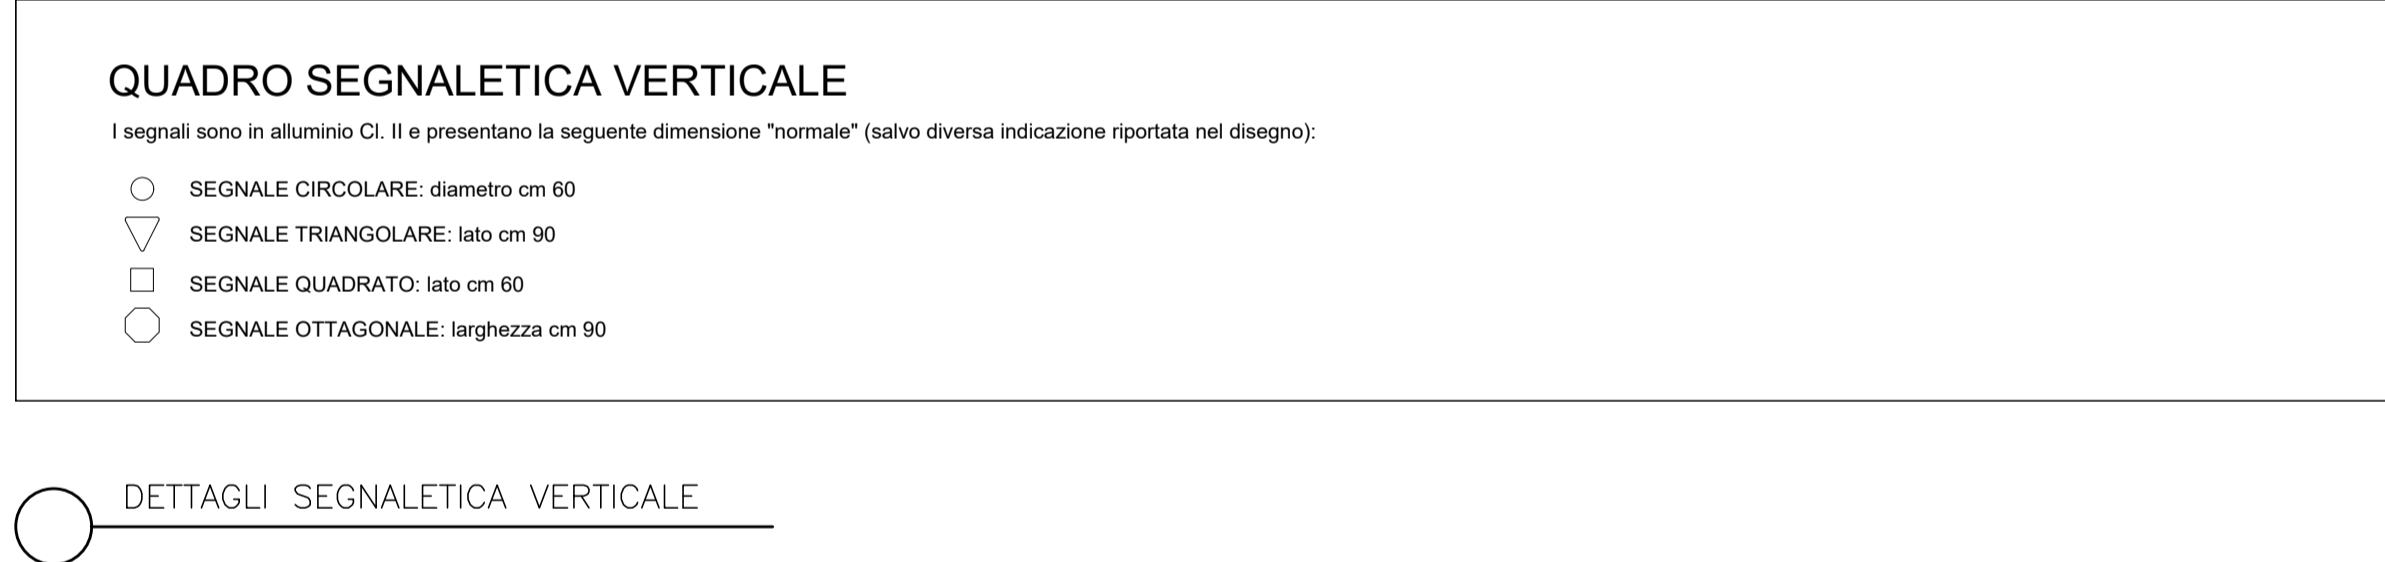 QUADRO SEGNALETICA VERTICALE
I segnali sono in alluminio Cl. II e presentano la seguente dimensione "normale" (salvo diversa indicazione riportata nel disegno):
SEGNALE CIRCOLARE: diametro cm 60
SEGNALE TRIANGOLARE: lato cm 90
SEGNALE QUADRATO: lato cm 60
SEGNALE OTTAGONALE: larghezza cm 90
DETTAGLI SEGNALETICA VERTICALE